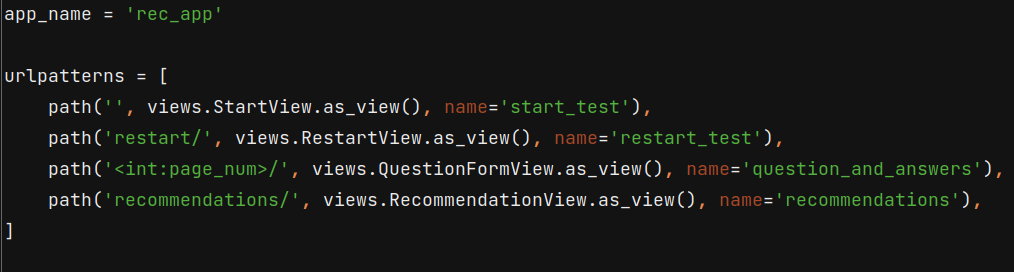 app_name = 'rec_app'
urlpatterns = [
    path('', views.StartView.as_view(), name='start_test'),
    path('restart/', views.RestartView.as_view(), name='restart_test'),
    path('<int:page_num>/', views.QuestionFormView.as_view(), name='question_and_answers'),
    path('recommendations/', views.RecommendationView.as_view(), name='recommendations'),
]